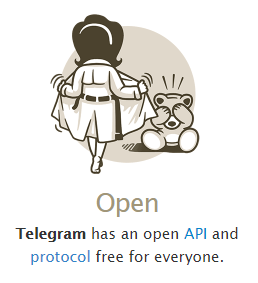 Open
Telegram has an open API and
protocol free for everyone.